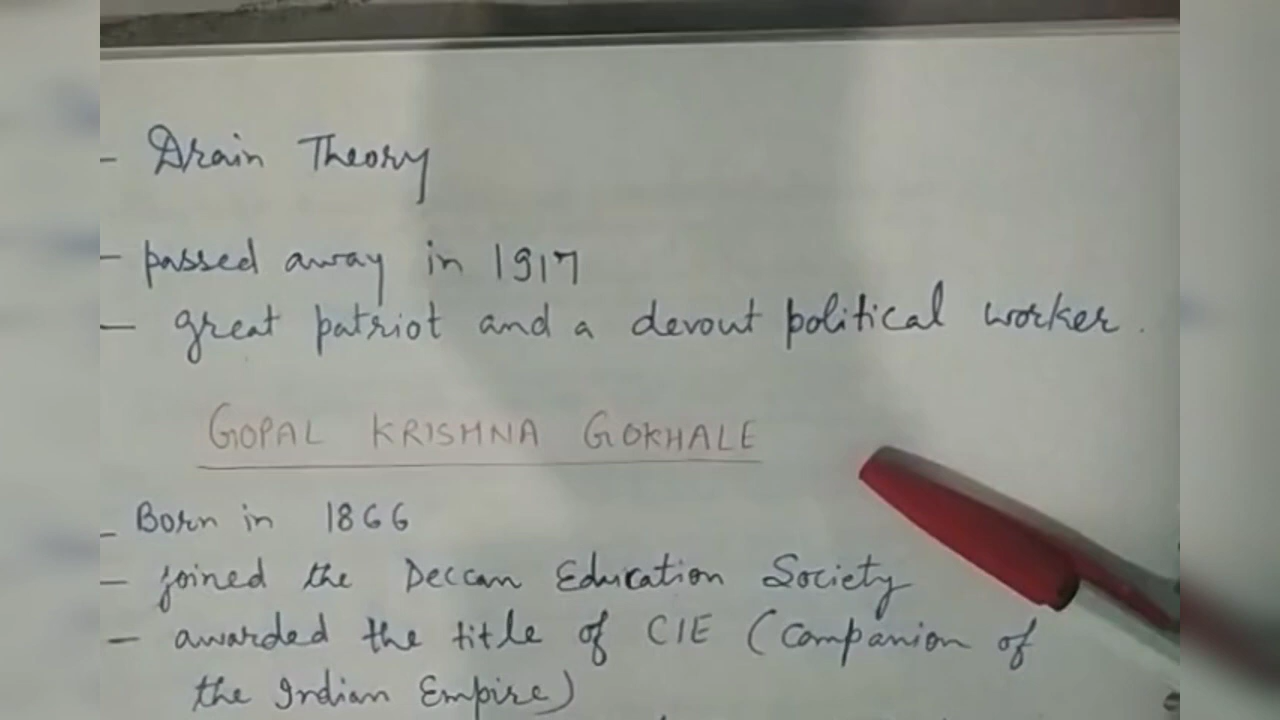 - Drain Theory
- passed away in 1917
- great patriot and a devout political worker.
GOPAL KRISHNA GOKHALE
- Born in 1866
- joined the Deccan Education Society
- awarded the title of CIE (Companion of
the Indian Empire)